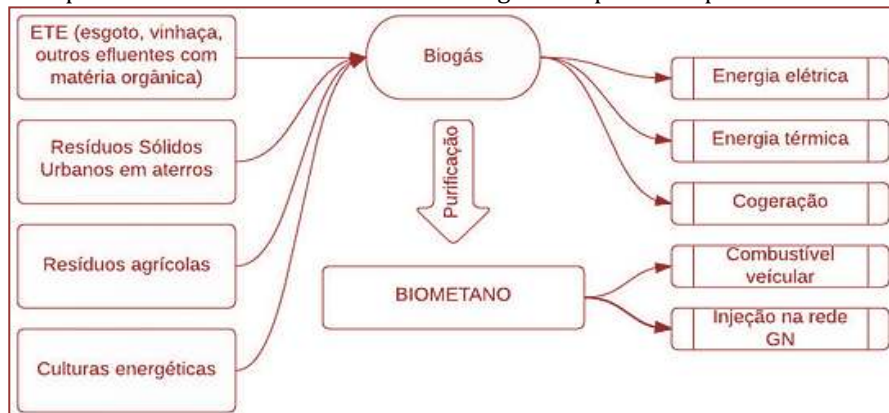 ETE (esgoto, vinhaça,
outros efluentes com
matéria orgânica)
Resíduos Sólidos
Urbanos em aterros
Resíduos agrícolas
Culturas energéticas
Biogás
Purificação
BIOMETANO
Energia elétrica
Energia térmica
Cogeração
Combustível
veícular
Injeção na rede
GN